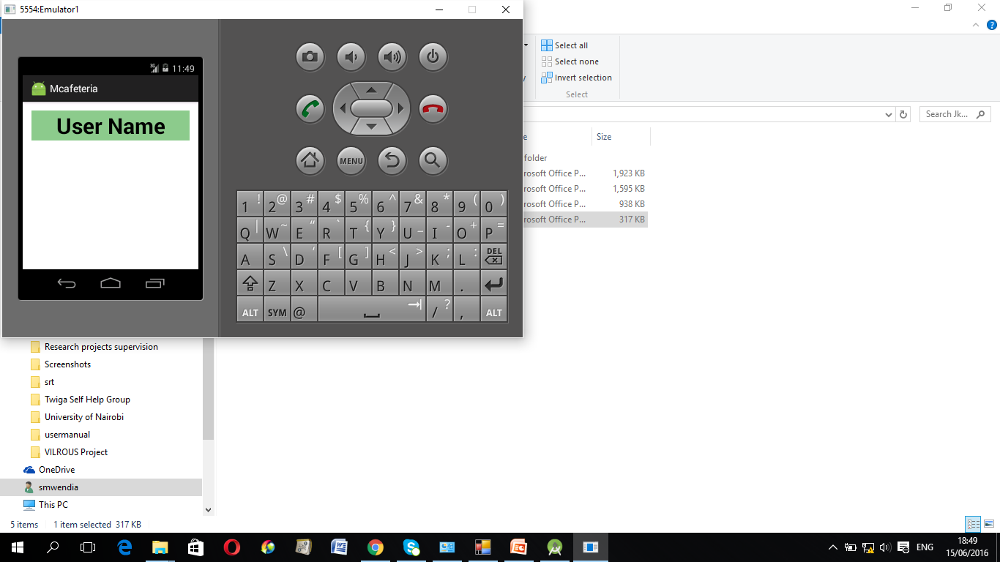 5554:Emulator1
3G 11:49
Mcafeteria
User Name
MENU
1 ! 2 @ 3 # 4 $ 5 % 6 ^ 7 & 8 * 9 ( 0 )
Q | W ~ E “ R ` T { Y } U _ I - O + P =
A S \ D ‘ F [ G ] H < J > K ; L : DEL
Z X C V B N M .
ALT SYM @ / ? , ALT
Select all
Select none
Invert selection
Select
Search Jk...
Size
folder
rosoft Office P... 1,923 KB
rosoft Office P... 1,595 KB
rosoft Office P... 938 KB
rosoft Office P... 317 KB
Research projects supervision
Screenshots
srt
Twiga Self Help Group
University of Nairobi
usermanual
VILROUS Project
OneDrive
smwendia
This PC
5 items 1 item selected 317 KB
ENG
18:49
15/06/2016